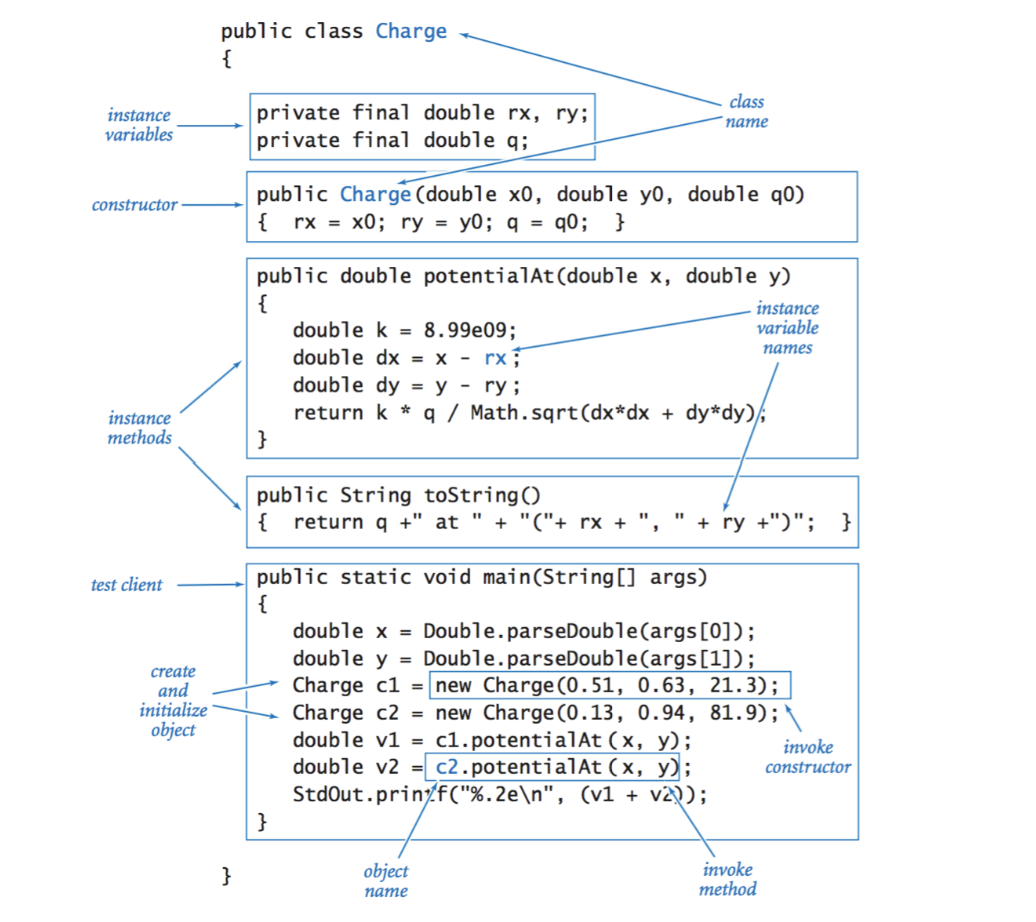 public class Charge
{
class
name
instance
variables
private final double rx, ry;
private final double q;
constructor
public Charge(double x0, double y0, double q0)
{  rx = x0; ry = y0; q = q0;  }
public double potentialAt(double x, double y)
{
double k = 8.99e09;
double dx = x - rx;
double dy = y - ry;
return k * q / Math.sqrt(dx*dx + dy*dy);
}
instance
variable
names
instance
methods
public String toString()
{  return q +" at " + "("+ rx + ", " + ry +")";  }
test client
public static void main(String[] args)
{
double x = Double.parseDouble(args[0]);
double y = Double.parseDouble(args[1]);
Charge c1 = new Charge(0.51, 0.63, 21.3);
Charge c2 = new Charge(0.13, 0.94, 81.9);
double v1 = c1.potentialAt(x, y);
double v2 = c2.potentialAt(x, y);
StdOut.printf("%.2e\n", (v1 + v2));
}
create
and
initialize
object
invoke
constructor
}
object
name
invoke
method